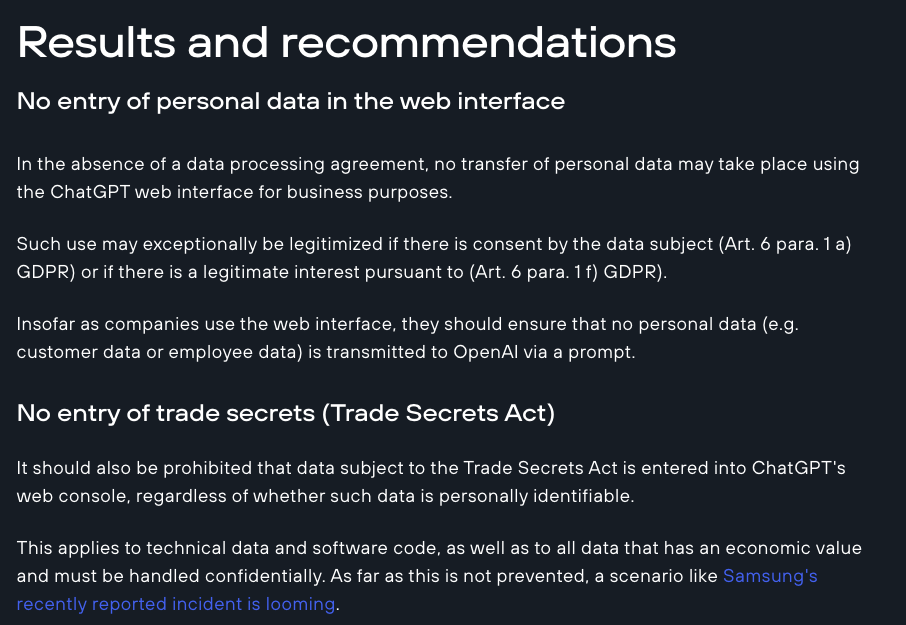 Results and recommendations
No entry of personal data in the web interface
In the absence of a data processing agreement, no transfer of personal data may take place using
the ChatGPT web interface for business purposes.
Such use may exceptionally be legitimized if there is consent by the data subject (Art. 6 para. 1 a)
GDPR) or if there is a legitimate interest pursuant to (Art. 6 para. 1 f) GDPR).
Insofar as companies use the web interface, they should ensure that no personal data (e.g.
customer data or employee data) is transmitted to OpenAI via a prompt.
No entry of trade secrets (Trade Secrets Act)
It should also be prohibited that data subject to the Trade Secrets Act is entered into ChatGPT's
web console, regardless of whether such data is personally identifiable.
This applies to technical data and software code, as well as to all data that has an economic value
and must be handled confidentially. As far as this is not prevented, a scenario like Samsung's
recently reported incident is looming.